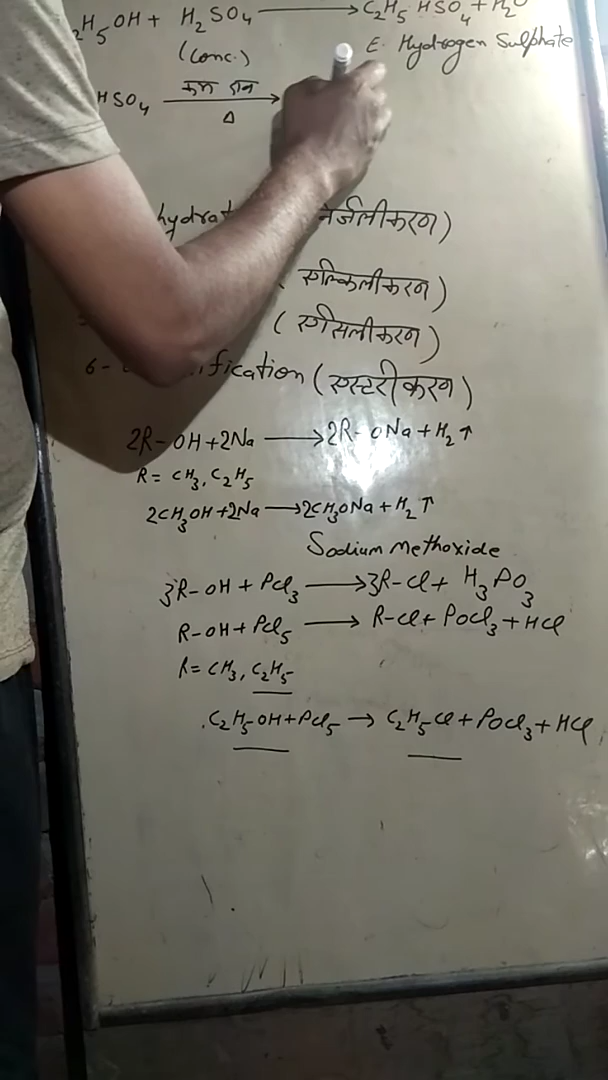 2H5OH + H2SO4 ⟶ C2H5HSO4 + H2O
(Conc.) E. Hydrogen Sulphate
HSO4 ⟶ Δ
hydrat निर्जलीकरण)
( एल्किलीकरण)
( एसिलीकरण)
6- ification (एस्टरीकरण)
2R-OH+2Na ⟶ 2R-ONa + H2↑
R= CH3, C2H5
2CH3OH+2Na ⟶ 2CH3ONa + H2↑
Sodium methoxide
3R-OH + PCl3 ⟶ 3R-Cl + H3PO3
R-OH + PCl5 ⟶ R-Cl + POCl3 + HCl
R= CH3, C2H5
C2H5OH+PCl5 → C2H5Cl + POCl3 + HCl